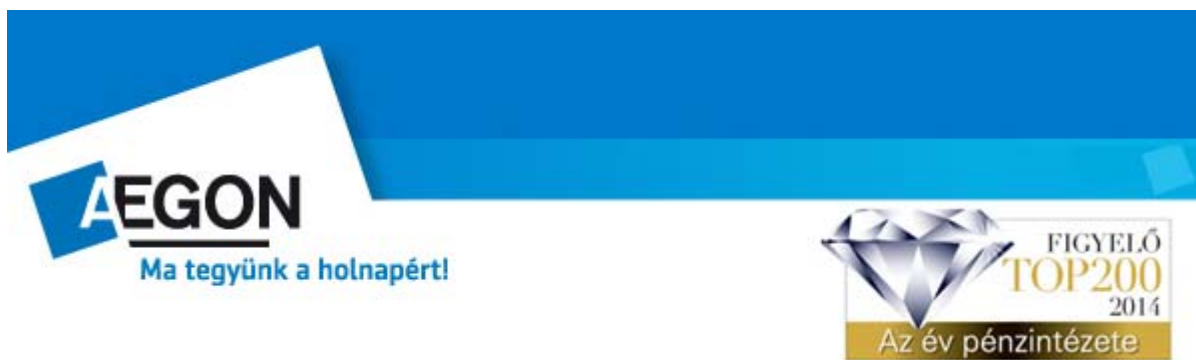 AEGON
Ma tegyünk a holnapért!
FIGYELŐ
TOP200
2014
Az év pénzintézete